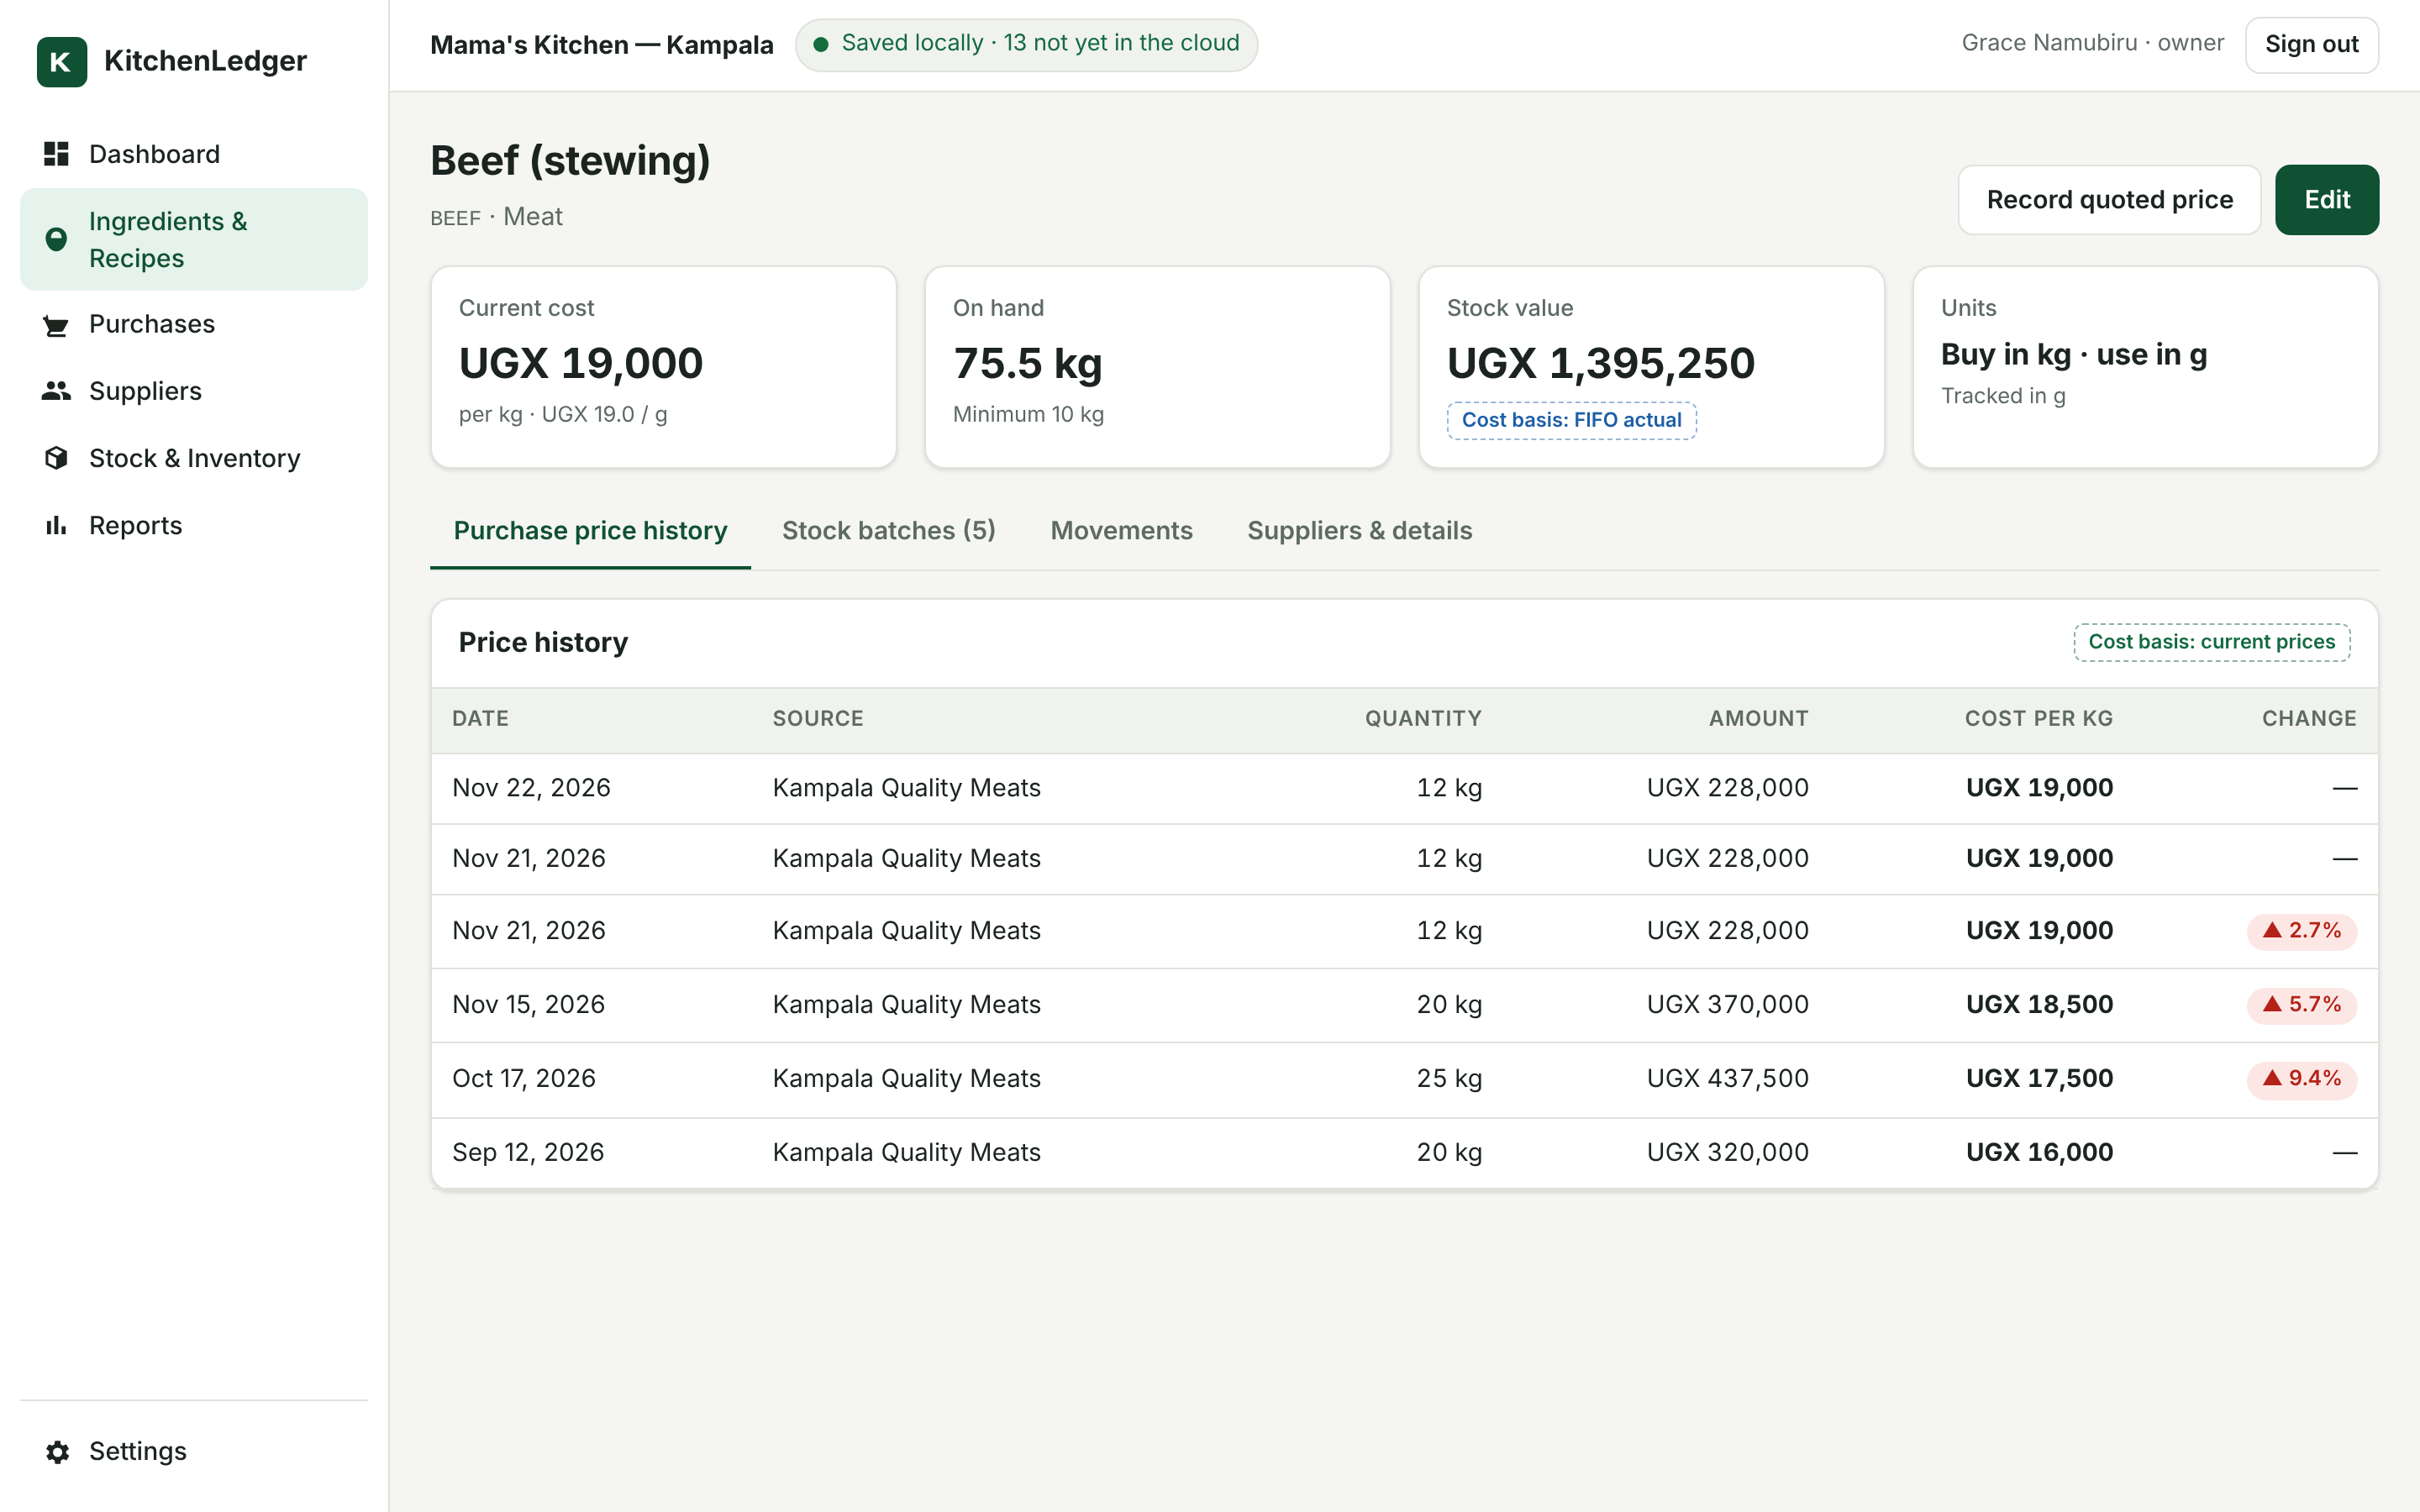 K KitchenLedger
Dashboard
Ingredients &
Recipes
Purchases
Suppliers
Stock & Inventory
Reports
Settings
Mama's Kitchen — Kampala
Saved locally · 13 not yet in the cloud
Grace Namubiru · owner
Sign out
Beef (stewing)
BEEF · Meat
Record quoted price
Edit
Current cost
UGX 19,000
per kg · UGX 19.0 / g
On hand
75.5 kg
Minimum 10 kg
Stock value
UGX 1,395,250
Cost basis: FIFO actual
Units
Buy in kg · use in g
Tracked in g
Purchase price history Stock batches (5) Movements Suppliers & details
Price history
Cost basis: current prices
DATE SOURCE QUANTITY AMOUNT COST PER KG CHANGE
Nov 22, 2026 Kampala Quality Meats 12 kg UGX 228,000 UGX 19,000 —
Nov 21, 2026 Kampala Quality Meats 12 kg UGX 228,000 UGX 19,000 —
Nov 21, 2026 Kampala Quality Meats 12 kg UGX 228,000 UGX 19,000 ▲ 2.7%
Nov 15, 2026 Kampala Quality Meats 20 kg UGX 370,000 UGX 18,500 ▲ 5.7%
Oct 17, 2026 Kampala Quality Meats 25 kg UGX 437,500 UGX 17,500 ▲ 9.4%
Sep 12, 2026 Kampala Quality Meats 20 kg UGX 320,000 UGX 16,000 —